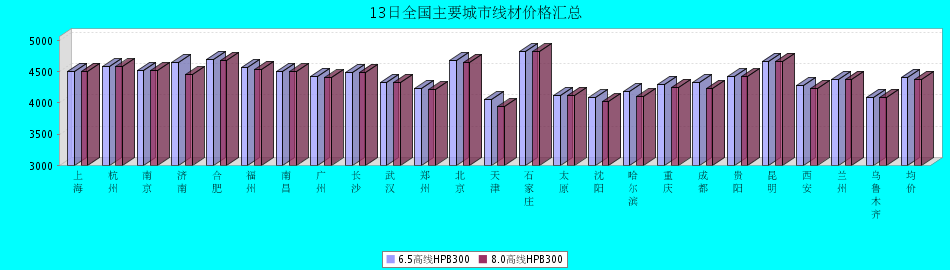 13日全国主要城市线材价格汇总
5000
4500
4000
3500
3000
上海
杭州
南京
济南
合肥
福州
南昌
广州
长沙
武汉
郑州
北京
天津
石家庄
太原
沈阳
哈尔滨
重庆
成都
贵阳
昆明
西安
兰州
乌鲁木齐
均价
6.5高线HPB300
8.0高线HPB300